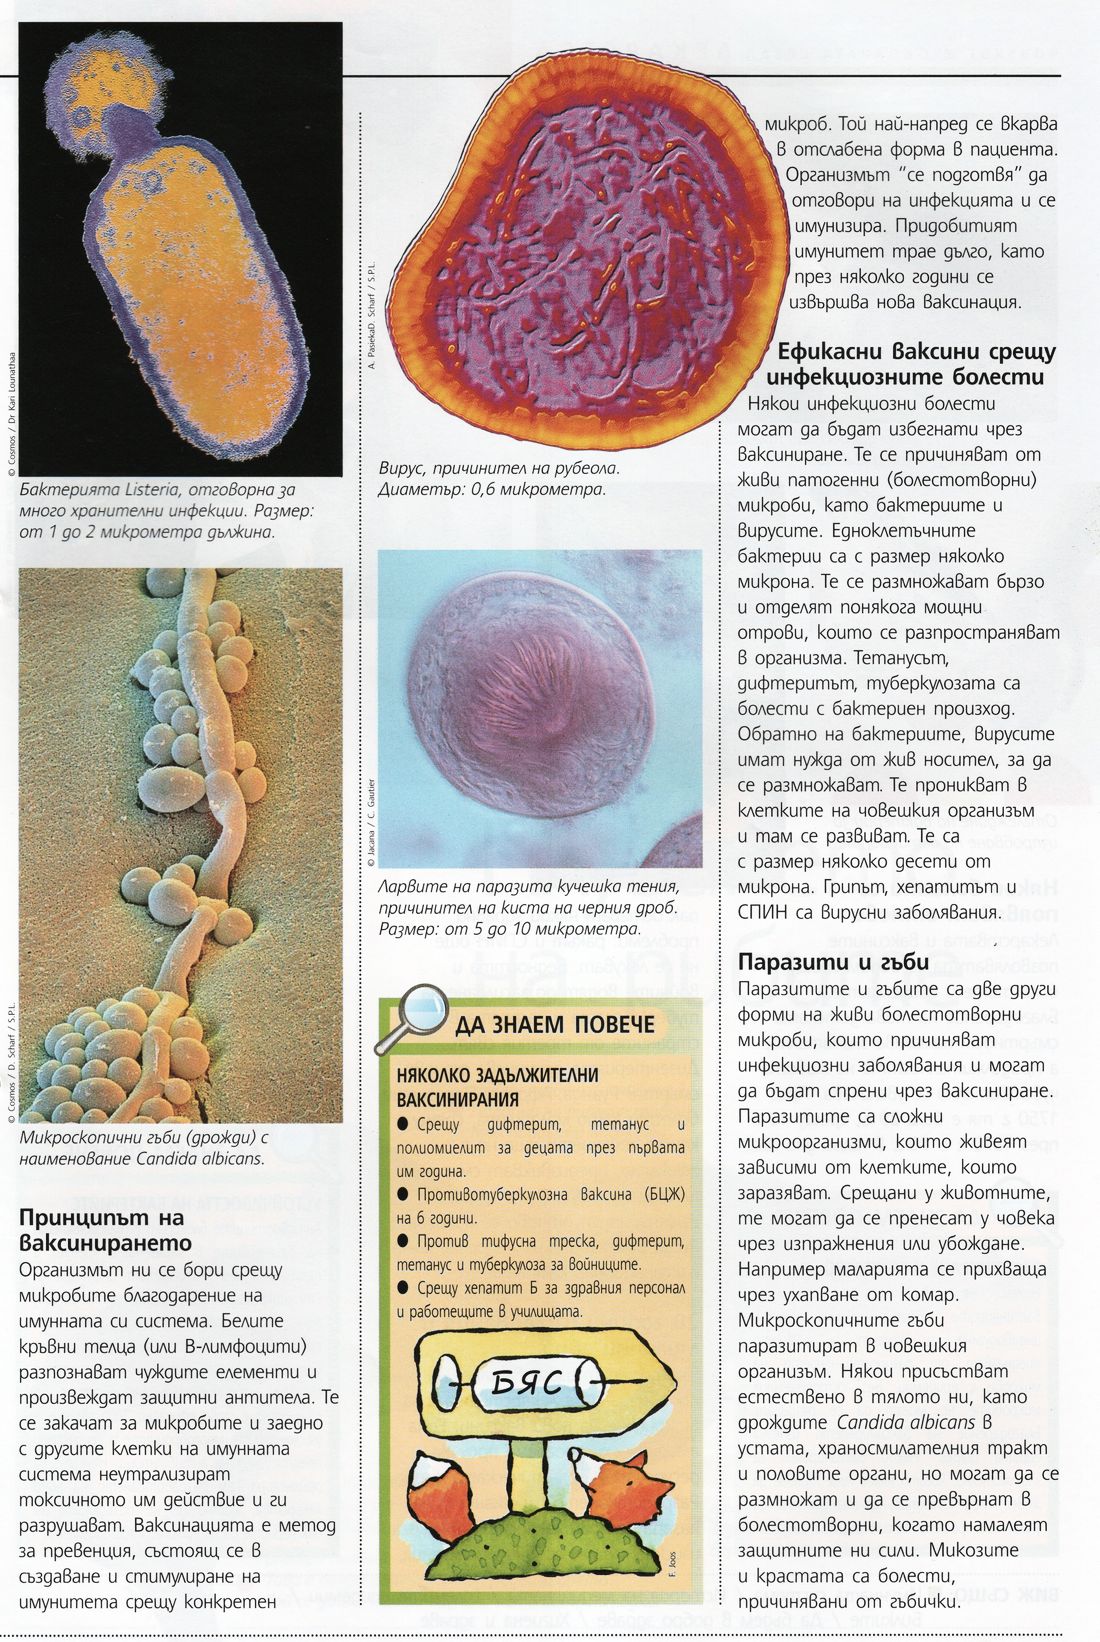 © Cosmos / Dr Kari Lounathaa
Бактерията Listeria, отговорна за
много хранителни инфекции. Размер:
от 1 до 2 микрометра дължина.
© Cosmos / D. Scharf / S.P.L.
Микроскопични гъби (дрожди) с
наименование Candida albicans.
Принципът на
ваксинирането
Организмът ни се бори срещу
микробите благодарение на
имунната си система. Белите
кръвни телца (или В-лимфоцити)
разпознават чуждите елементи и
произвеждат защитни антитела. Те
се закачат за микробите и заедно
с другите клетки на имунната
система неутрализират
токсичното им действие и ги
разрушават. Ваксинацията е метод
за превенция, състоящ се в
създаване и стимулиране на
имунитета срещу конкретен
A. PasiekaD. Scharf / S.P.L.
Вирус, причинител на рубеола.
Диаметър: 0,6 микрометра.
© Jacana / C. Gautier
Ларвите на паразита кучешка тения,
причинител на киста на черния дроб.
Размер: от 5 до 10 микрометра.
ДА ЗНАЕМ ПОВЕЧЕ
НЯКОЛКО ЗАДЪЛЖИТЕЛНИ
ВАКСИНИРАНИЯ
● Срещу дифтерит, тетанус и
полиомиелит за децата през първата
им година.
● Противотуберкулозна ваксина (БЦЖ)
на 6 години.
● Против тифусна треска, дифтерит,
тетанус и туберкулоза за войниците.
● Срещу хепатит Б за здравния персонал
и работещите в училищата.
БЯС
F. Joos
микроб. Той най-напред се вкарва
в отслабена форма в пациента.
Организмът "се подготвя" да
отговори на инфекцията и се
имунизира. Придобитият
имунитет трае дълго, като
през няколко години се
извършва нова ваксинация.
Ефикасни ваксини срещу
инфекциозните болести
Някои инфекциозни болести
могат да бъдат избегнати чрез
ваксиниране. Те се причиняват от
живи патогенни (болестотворни)
микроби, като бактериите и
вирусите. Едноклетъчните
бактерии са с размер няколко
микрона. Те се размножават бързо
и отделят понякога мощни
отрови, които се разпространяват
в организма. Тетанусът,
дифтеритът, туберкулозата са
болести с бактериен произход.
Обратно на бактериите, вирусите
имат нужда от жив носител, за да
се размножават. Те проникват в
клетките на човешкия организъм
и там се развиват. Те са
с размер няколко десети от
микрона. Грипът, хепатитът и
СПИН са вирусни заболявания.
Паразити и гъби
Паразитите и гъбите са две други
форми на живи болестотворни
микроби, които причиняват
инфекциозни заболявания и могат
да бъдат спрени чрез ваксиниране.
Паразитите са сложни
микроорганизми, които живеят
зависими от клетките, които
заразяват. Срещани у животните,
те могат да се пренесат у човека
чрез изпражнения или убождане.
Например маларията се прихваща
чрез ухапване от комар.
Микроскопичните гъби
паразитират в човешкия
организъм. Някои присъстват
естествено в тялото ни, като
дрождите Candida albicans в
устата, храносмилателния тракт
и половите органи, но могат да се
размножат и да се превърнат в
болестотворни, когато намалеят
защитните ни сили. Микозите
и крастата са болести,
причинявани от гъбички.